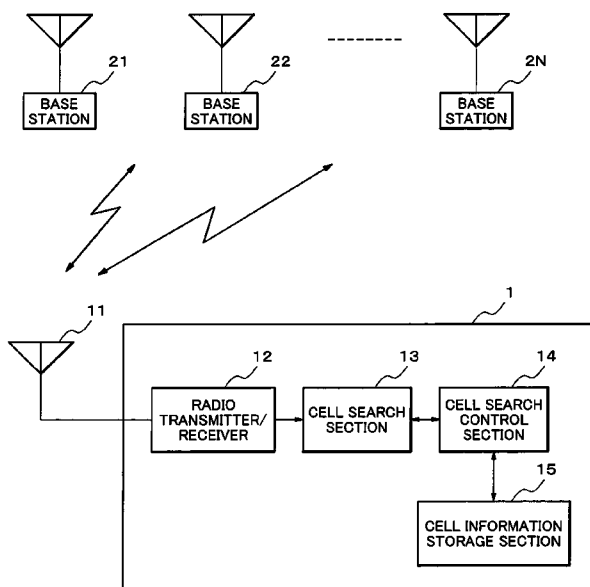 21
22
2N
BASE
STATION
BASE
STATION
BASE
STATION
11
1
12
13
14
RADIO
TRANSMITTER/
RECEIVER
CELL SEARCH
SECTION
CELL SEARCH
CONTROL
SECTION
15
CELL INFORMATION
STORAGE SECTION